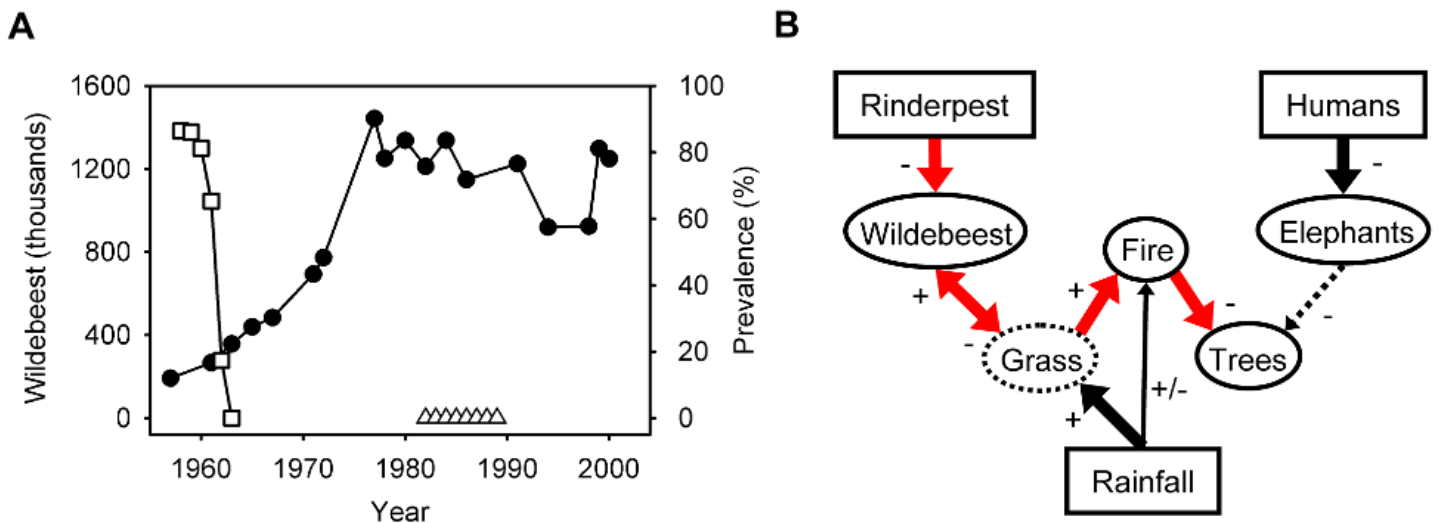 A
B
1600
1200
800
400
0
Wildebeest (thousands)
100
80
60
40
20
0
Prevalence (%)
1960 1970 1980 1990 2000
Year
Rinderpest
Humans
-
-
Wildebeest
Fire
Elephants
+
-
+
-
-
Grass
Trees
+/-
+
Rainfall